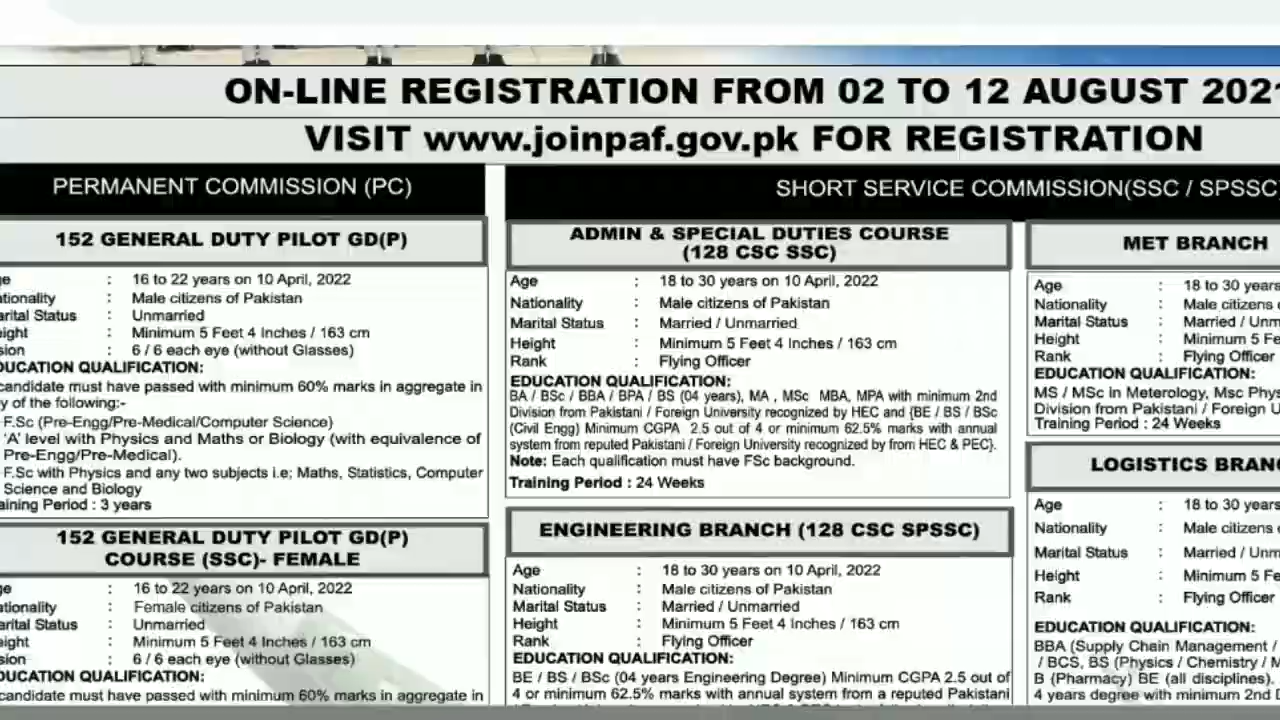 ON-LINE REGISTRATION FROM 02 TO 12 AUGUST 2021
VISIT www.joinpaf.gov.pk FOR REGISTRATION
PERMANENT COMMISSION (PC)
152 GENERAL DUTY PILOT GD(P)
: 16 to 22 years on 10 April, 2022
: Male citizens of Pakistan
: Unmarried
: Minimum 5 Feet 4 Inches / 163 cm
: 6 / 6 each eye (without Glasses)
QUALIFICATION:
candidate must have passed with minimum 60% marks in aggregate in
of the following:-
F.Sc (Pre-Engg/Pre-Medical/Computer Science)
'A' level with Physics and Maths or Biology (with equivalence of
Pre-Engg/Pre-Medical).
F.Sc with Physics and any two subjects i.e; Maths, Statistics, Computer
Science and Biology
Period : 3 years
152 GENERAL DUTY PILOT GD(P)
COURSE (SSC)- FEMALE
: 16 to 22 years on 10 April, 2022
: Female citizens of Pakistan
: Unmarried
: Minimum 5 Feet 4 Inches / 163 cm
: 6 / 6 each eye (without Glasses)
QUALIFICATION:
candidate must have passed with minimum 60% marks in aggregate in
SHORT SERVICE COMMISSION(SSC / SPSSC)
ADMIN & SPECIAL DUTIES COURSE
(128 CSC SSC)
Age : 18 to 30 years on 10 April, 2022
Nationality : Male citizens of Pakistan
Marital Status : Married / Unmarried
Height : Minimum 5 Feet 4 Inches / 163 cm
Rank : Flying Officer
EDUCATION QUALIFICATION:
BA / BSc / BBA / BPA / BS (04 years), MA , MSc MBA, MPA with minimum 2nd
Division from Pakistani / Foreign University recognized by HEC and {BE / BS / BSc
(Civil Engg) Minimum CGPA 2.5 out of 4 or minimum 62.5% marks with annual
system from reputed Pakistani / Foreign University recognized by from HEC & PEC}.
Note: Each qualification must have FSc background.
Training Period : 24 Weeks
ENGINEERING BRANCH (128 CSC SPSSC)
Age : 18 to 30 years on 10 April, 2022
Nationality : Male citizens of Pakistan
Marital Status : Married / Unmarried
Height : Minimum 5 Feet 4 Inches / 163 cm
Rank : Flying Officer
EDUCATION QUALIFICATION:
BE / BS / BSc (04 years Engineering Degree) Minimum CGPA 2.5 out of
4 or minimum 62.5% marks with annual system from a reputed Pakistani
MET BRANCH
Age : 18 to 30 years
Nationality : Male citizens
Marital Status : Married / Unm
Height : Minimum 5 Fe
Rank : Flying Officer
EDUCATION QUALIFICATION:
MS / MSc in Meterology, Msc Phys
Division from Pakistani / Foreign U
Training Period : 24 Weeks
LOGISTICS BRAN
Age : 18 to 30 years
Nationality : Male citizens
Marital Status : Married / Unm
Height : Minimum 5 Fe
Rank : Flying Officer
EDUCATION QUALIFICATION:
BBA (Supply Chain Management /
/ BCS, BS (Physics / Chemistry / M
B (Pharmacy) BE (all disciplines),
4 years degree with minimum 2nd D